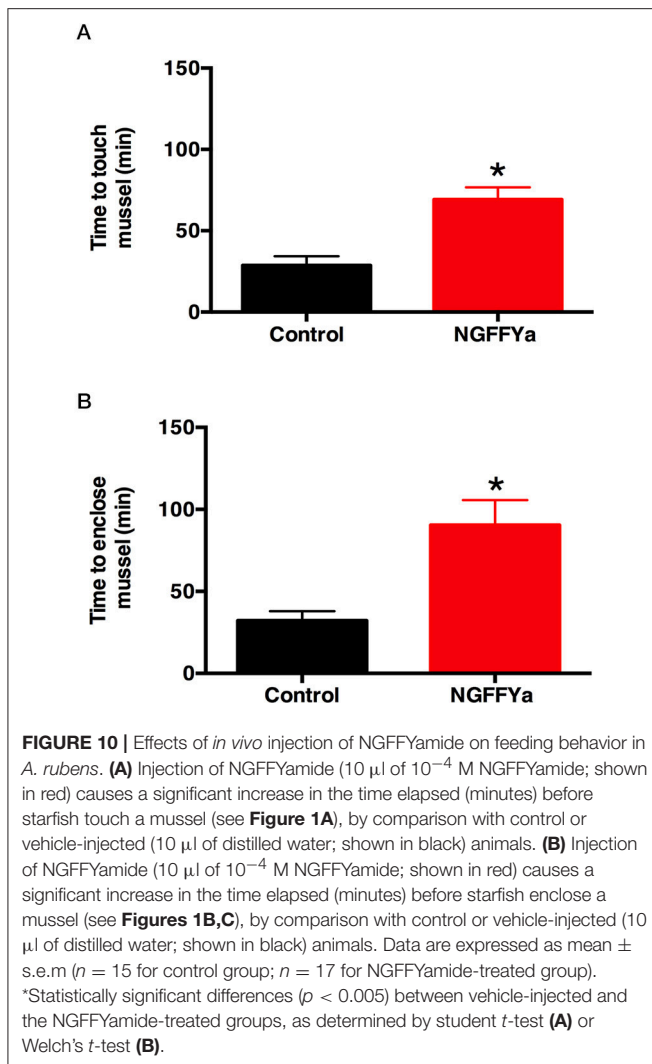 A
150
100
50
0
Time to touch
mussel (min)
*
Control
NGFFYa
B
150
100
50
0
Time to enclose
mussel (min)
*
Control
NGFFYa
FIGURE 10 | Effects of in vivo injection of NGFFYamide on feeding behavior in
A. rubens. (A) Injection of NGFFYamide (10 µl of 10⁻⁴ M NGFFYamide; shown
in red) causes a significant increase in the time elapsed (minutes) before
starfish touch a mussel (see Figure 1A), by comparison with control or
vehicle-injected (10 µl of distilled water; shown in black) animals. (B) Injection
of NGFFYamide (10 µl of 10⁻⁴ M NGFFYamide; shown in red) causes a
significant increase in the time elapsed (minutes) before starfish enclose a
mussel (see Figures 1B,C), by comparison with control or vehicle-injected (10
µl of distilled water; shown in black) animals. Data are expressed as mean ±
s.e.m (n = 15 for control group; n = 17 for NGFFYamide-treated group).
*Statistically significant differences (p < 0.005) between vehicle-injected and
the NGFFYamide-treated groups, as determined by student t-test (A) or
Welch's t-test (B).